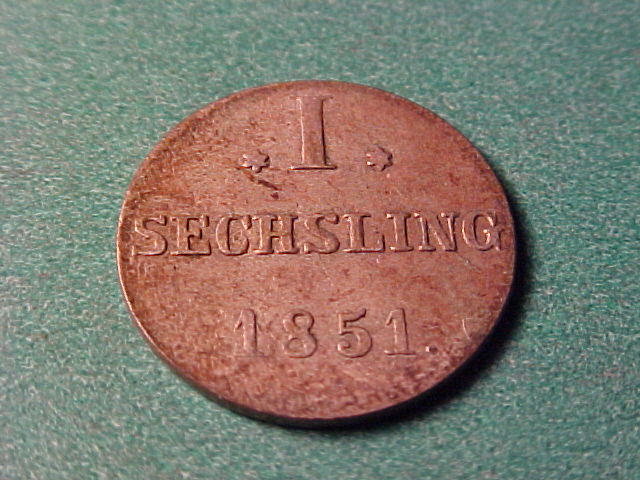 * I *
SECHSLING
1851.